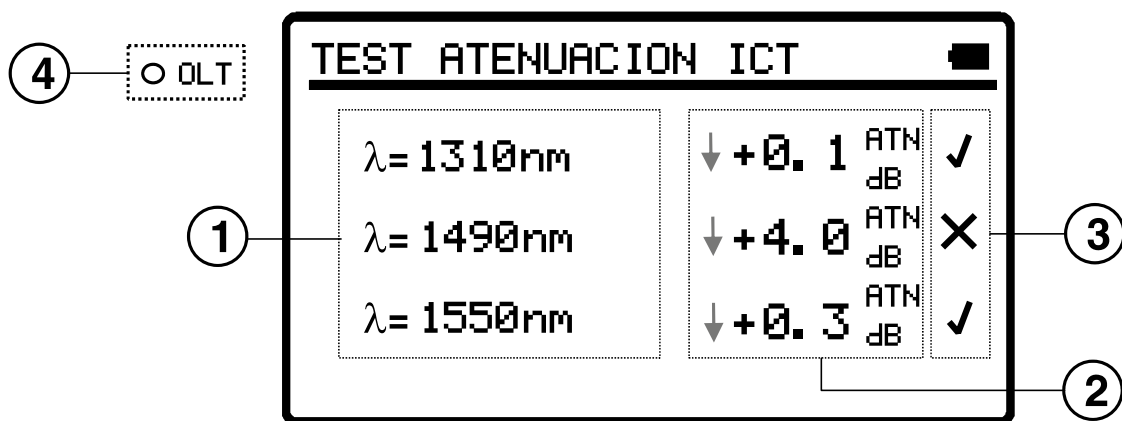 TEST ATENUACION ICT
4
OLT
λ= 1310nm
+0.1 ATN dB
λ= 1490nm
+4.0 ATN dB
λ= 1550nm
+0.3 ATN dB
1
3
2